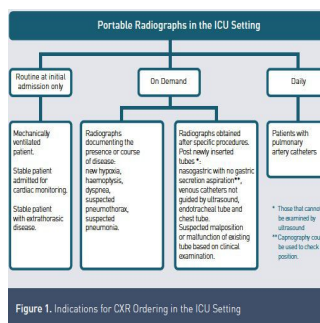 Portable Radiographs in the ICU Setting
Routine at initial
admission only
On Demand
Daily
Mechanically
ventilated
patient.
Stable patient
admitted for
cardiac monitoring.
Stable patient
with extrathorasic
disease.
Radiographs
documenting the
presence or course
of disease:
new hypoxia,
haemoptysis,
dyspnea,
suspected
pneumothorax,
suspected
pneumonia.
Radiographs obtained
after specific procedures.
Post newly inserted
tubes *:
nasogastric with no gastric
secretion aspiration**,
venous catheters not
guided by ultrasound,
endotracheal tube and
chest tube.
Suspected malposition
or malfunction of existing
tube based on clinical
examination.
Patients with
pulmonary
artery catheters
* Those that cannot
be examined by
ultrasound
**Capnography
be used to check
position.
Figure 1. Indications for CXR Ordering in the ICU Setting